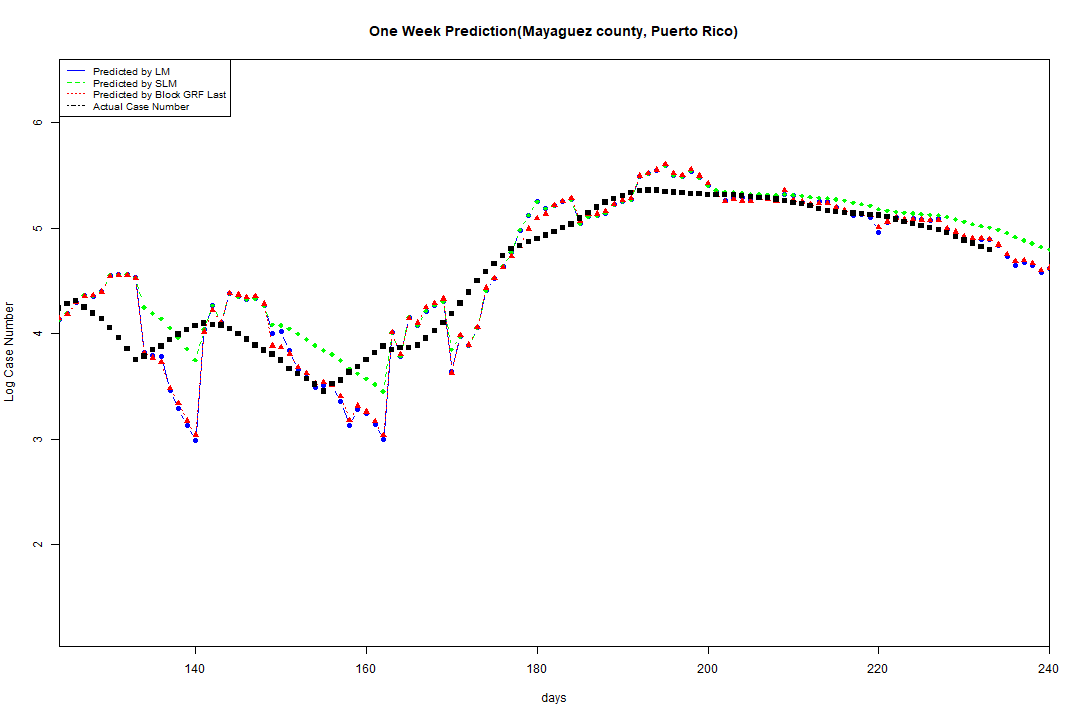 One Week Prediction(Mayaguez county, Puerto Rico)
Predicted by LM
Predicted by SLM
Predicted by Block GRF Last
Actual Case Number
6
5
4
3
2
Log Case Number
140 160 180 200 220 240
days